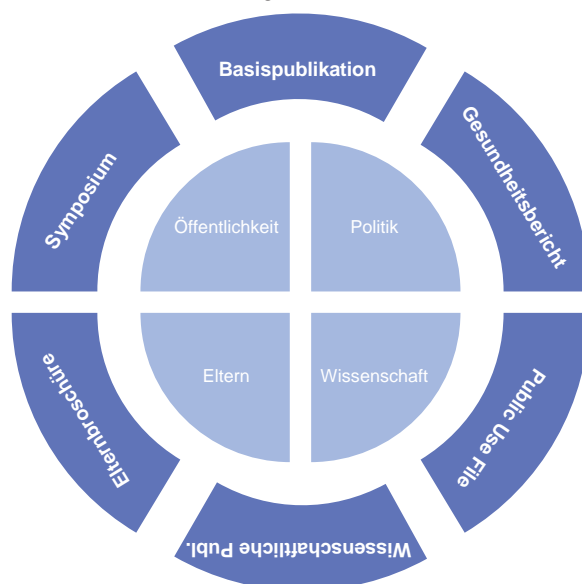 Basispublikation
Gesundheitsbericht
Public Use File
Wissenschaftliche Publ.
Elternbroschüre
Symposium
Öffentlichkeit
Politik
Eltern
Wissenschaft